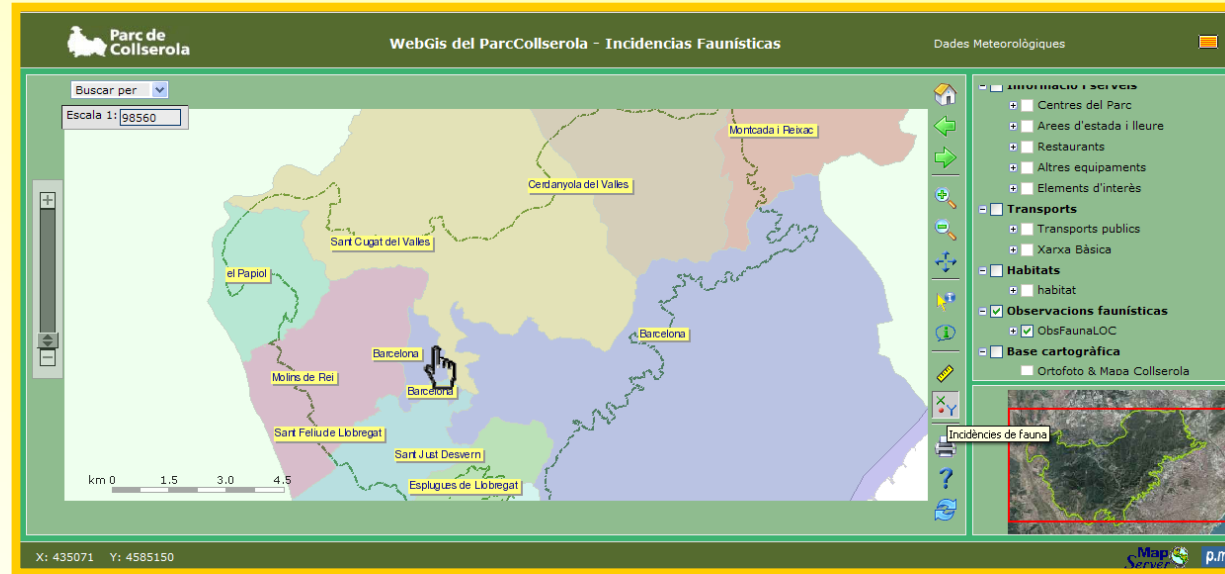 Parc de
Collserola
WebGis del ParcCollserola - Incidencias Faunísticas
Dades Meteorològiques
Buscar per
Escala 1: 98560
Montcada i Reixac
Cerdanyola del Valles
Sant Cugat del Valles
el Papiol
Barcelona
Barcelona
Molins de Rei
Barcelona
Sant Feliu de Llobregat
Sant Just Desvern
Esplugues de Llobregat
km 0 1.5 3.0 4.5
Informació i serveis
Centres del Parc
Arees d'estada i lleure
Restaurants
Altres equipaments
Elements d'interès
Transports
Transports publics
Xarxa Bàsica
Habitats
habitat
Observacions faunístiques
ObsFaunaLOC
Base cartogràfica
Ortofoto & Mapa Collserola
Incidències de fauna
X: 435071 Y: 4585150
Map
Server